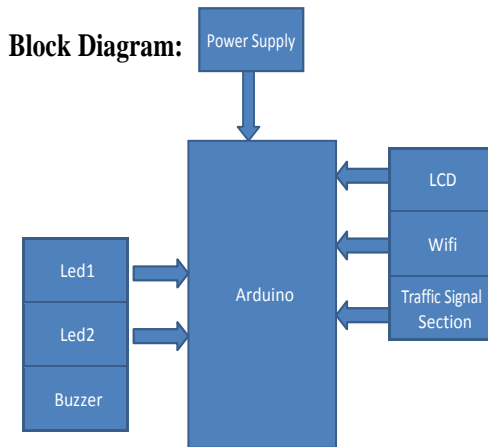 Block Diagram:
Power Supply
LCD
Wifi
Traffic Signal
Section
Arduino
Led1
Led2
Buzzer